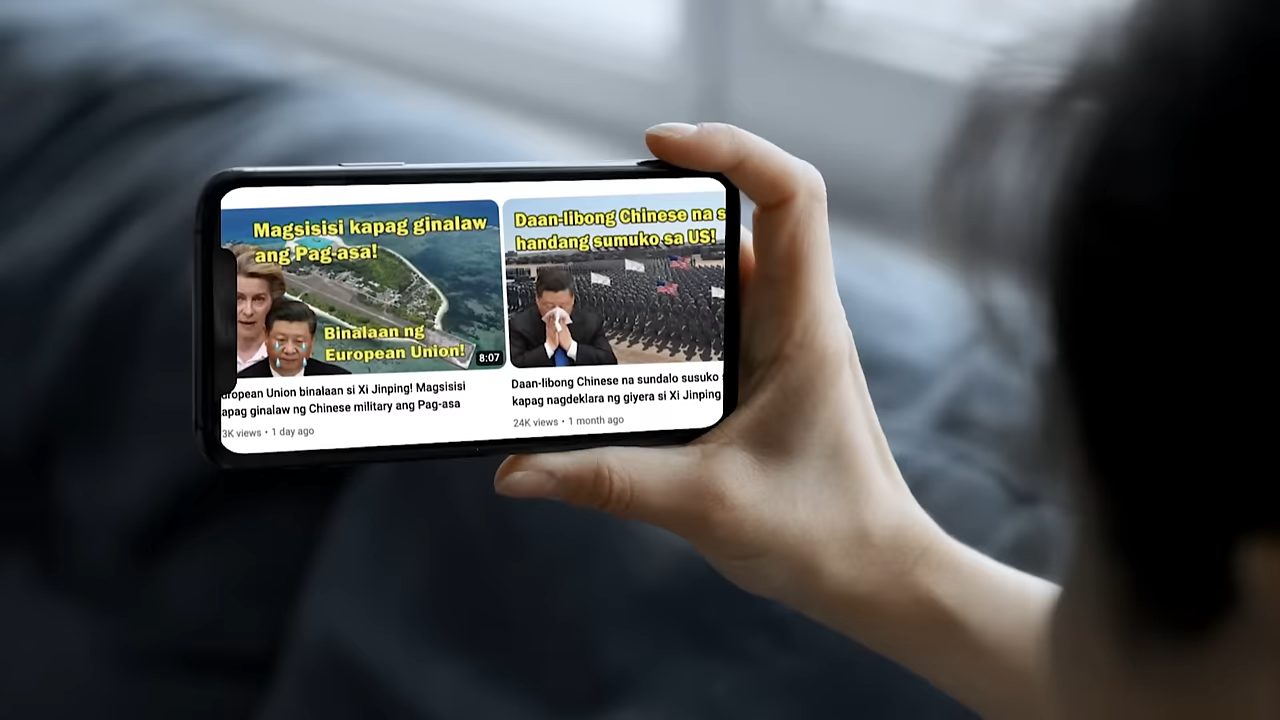 Magsisisi kapag ginalaw
ang Pag-asa!
Binalaan ng
European Union!
8:07
uropean Union binalaan si Xi Jinping! Magsisisi
apag ginalaw ng Chinese military ang Pag-asa
3K views • 1 day ago
Daan-libong Chinese na s
handang sumuko sa US!
Daan-libong Chinese na sundalo susuko
kapag nagdeklara ng giyera si Xi Jinping
24K views • 1 month ago